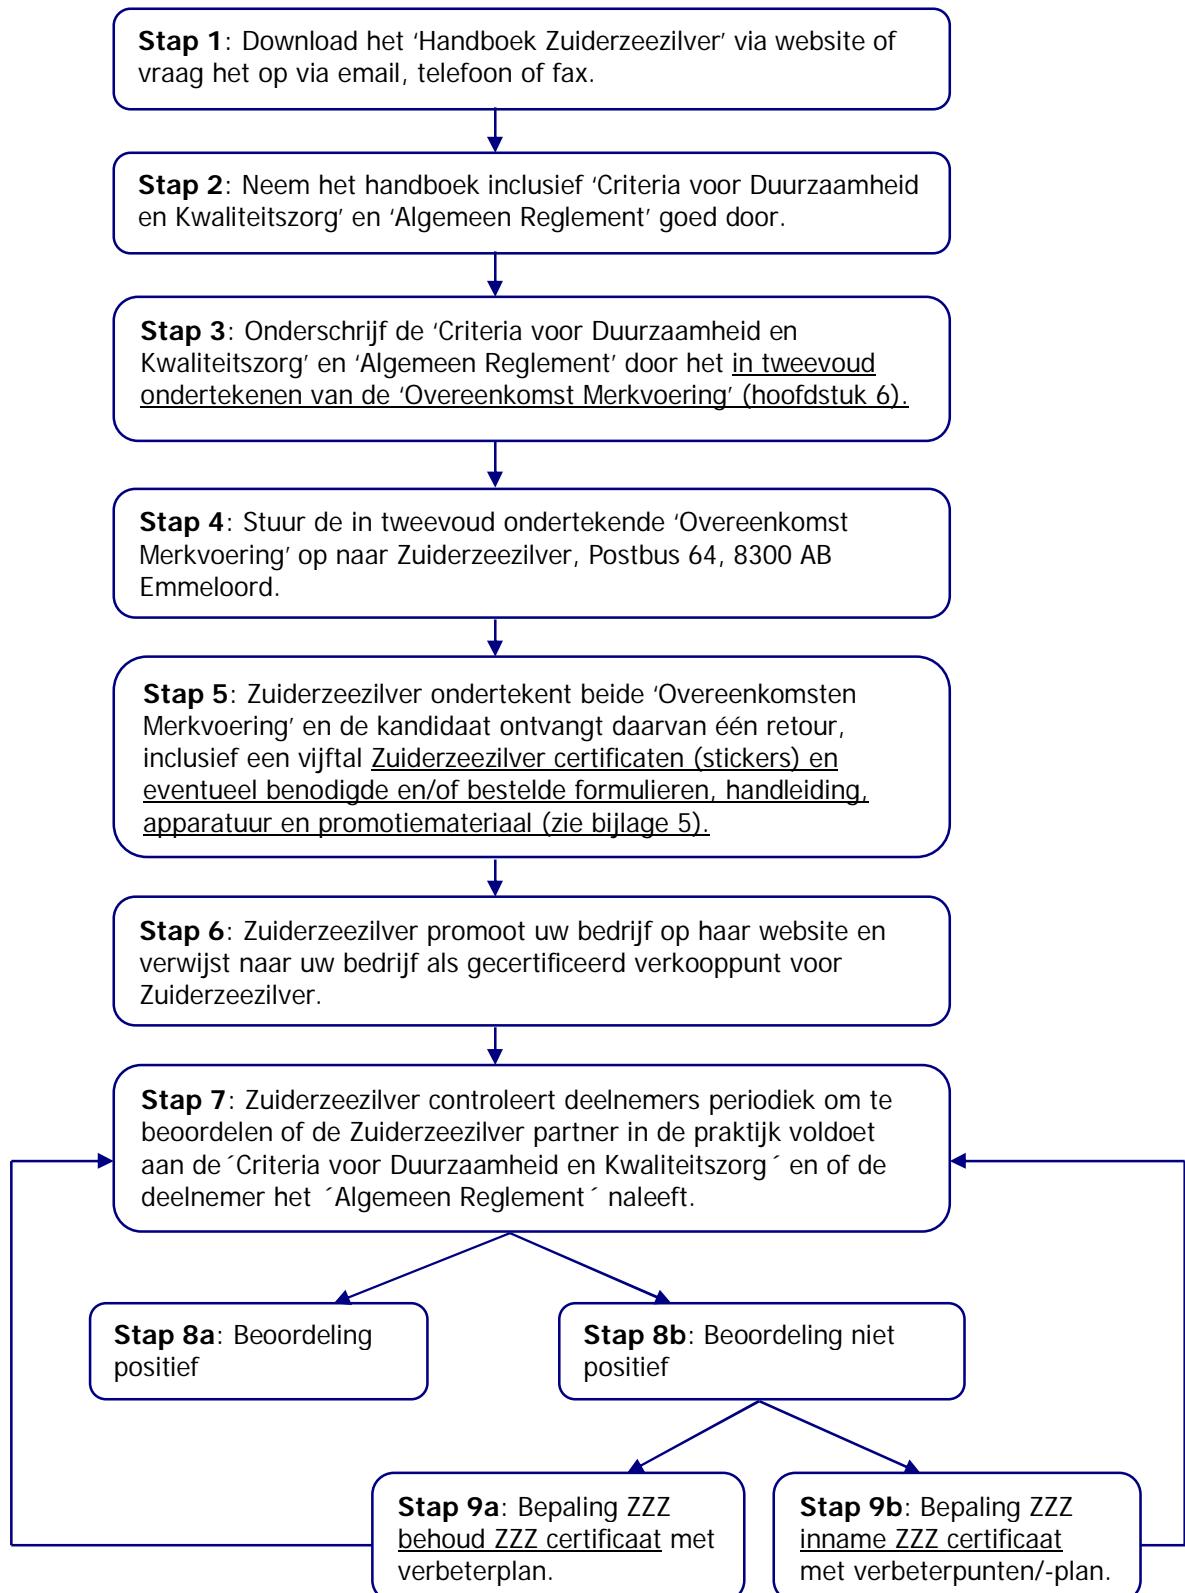 Stap 1: Download het ‘Handboek Zuiderzeezilver’ via website of
vraag het op via email, telefoon of fax.
Stap 2: Neem het handboek inclusief ‘Criteria voor Duurzaamheid
en Kwaliteitszorg’ en ‘Algemeen Reglement’ goed door.
Stap 3: Onderschrijf de ‘Criteria voor Duurzaamheid en
Kwaliteitszorg’ en ‘Algemeen Reglement’ door het in tweevoud
ondertekenen van de ‘Overeenkomst Merkvoering’ (hoofdstuk 6).
Stap 4: Stuur de in tweevoud ondertekende ‘Overeenkomst
Merkvoering’ op naar Zuiderzeezilver, Postbus 64, 8300 AB
Emmeloord.
Stap 5: Zuiderzeezilver ondertekent beide ‘Overeenkomsten
Merkvoering’ en de kandidaat ontvangt daarvan één retour,
inclusief een vijftal Zuiderzeezilver certificaten (stickers) en
eventueel benodigde en/of bestelde formulieren, handleiding,
apparatuur en promotiemateriaal (zie bijlage 5).
Stap 6: Zuiderzeezilver promoot uw bedrijf op haar website en
verwijst naar uw bedrijf als gecertificeerd verkooppunt voor
Zuiderzeezilver.
Stap 7: Zuiderzeezilver controleert deelnemers periodiek om te
beoordelen of de Zuiderzeezilver partner in de praktijk voldoet
aan de ´Criteria voor Duurzaamheid en Kwaliteitszorg´ en of de
deelnemer het ´Algemeen Reglement´ naleeft.
Stap 8a: Beoordeling
positief
Stap 8b: Beoordeling niet
positief
Stap 9a: Bepaling ZZZ
behoud ZZZ certificaat met
verbeterplan.
Stap 9b: Bepaling ZZZ
inname ZZZ certificaat
met verbeterpunten/-plan.